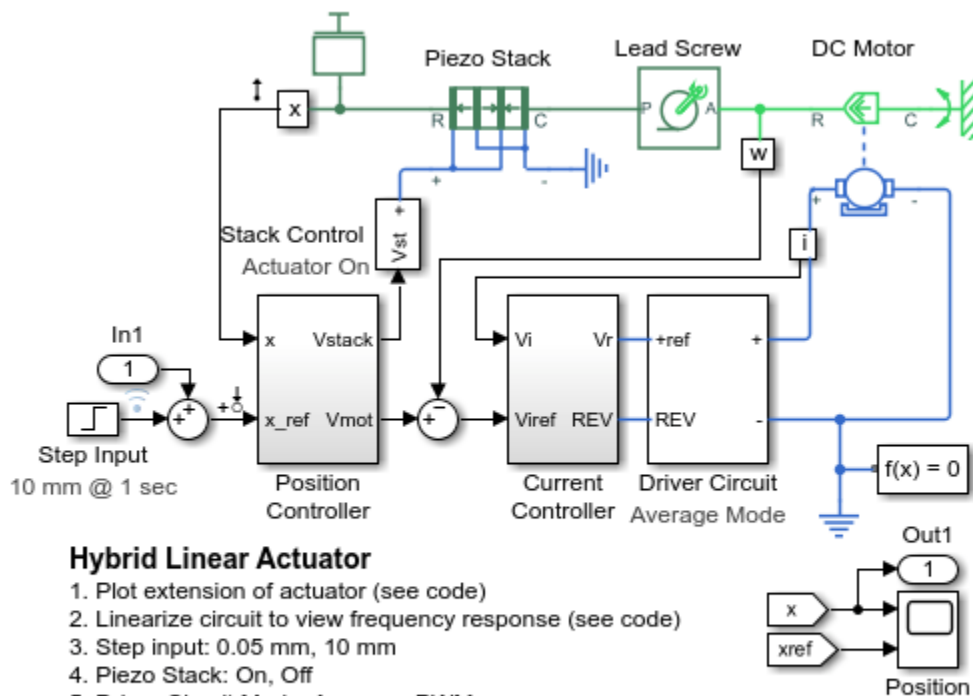 Piezo Stack
Lead Screw
DC Motor
x
R
C
P
A
R
C
w
+
-
+
-
i
+
Vst
Stack Control
Actuator On
In1
1
+
+
+
x
Vstack
x_ref
Vmot
Position
Controller
+
-
Vi
Vr
Viref
REV
Current
Controller
+ref
+
REV
-
Driver Circuit
Average Mode
Step Input
10 mm @ 1 sec
f(x) = 0
Hybrid Linear Actuator
1. Plot extension of actuator (see code)
2. Linearize circuit to view frequency response (see code)
3. Step input: 0.05 mm, 10 mm
4. Piezo Stack: On, Off
Out1
1
x
xref
Position